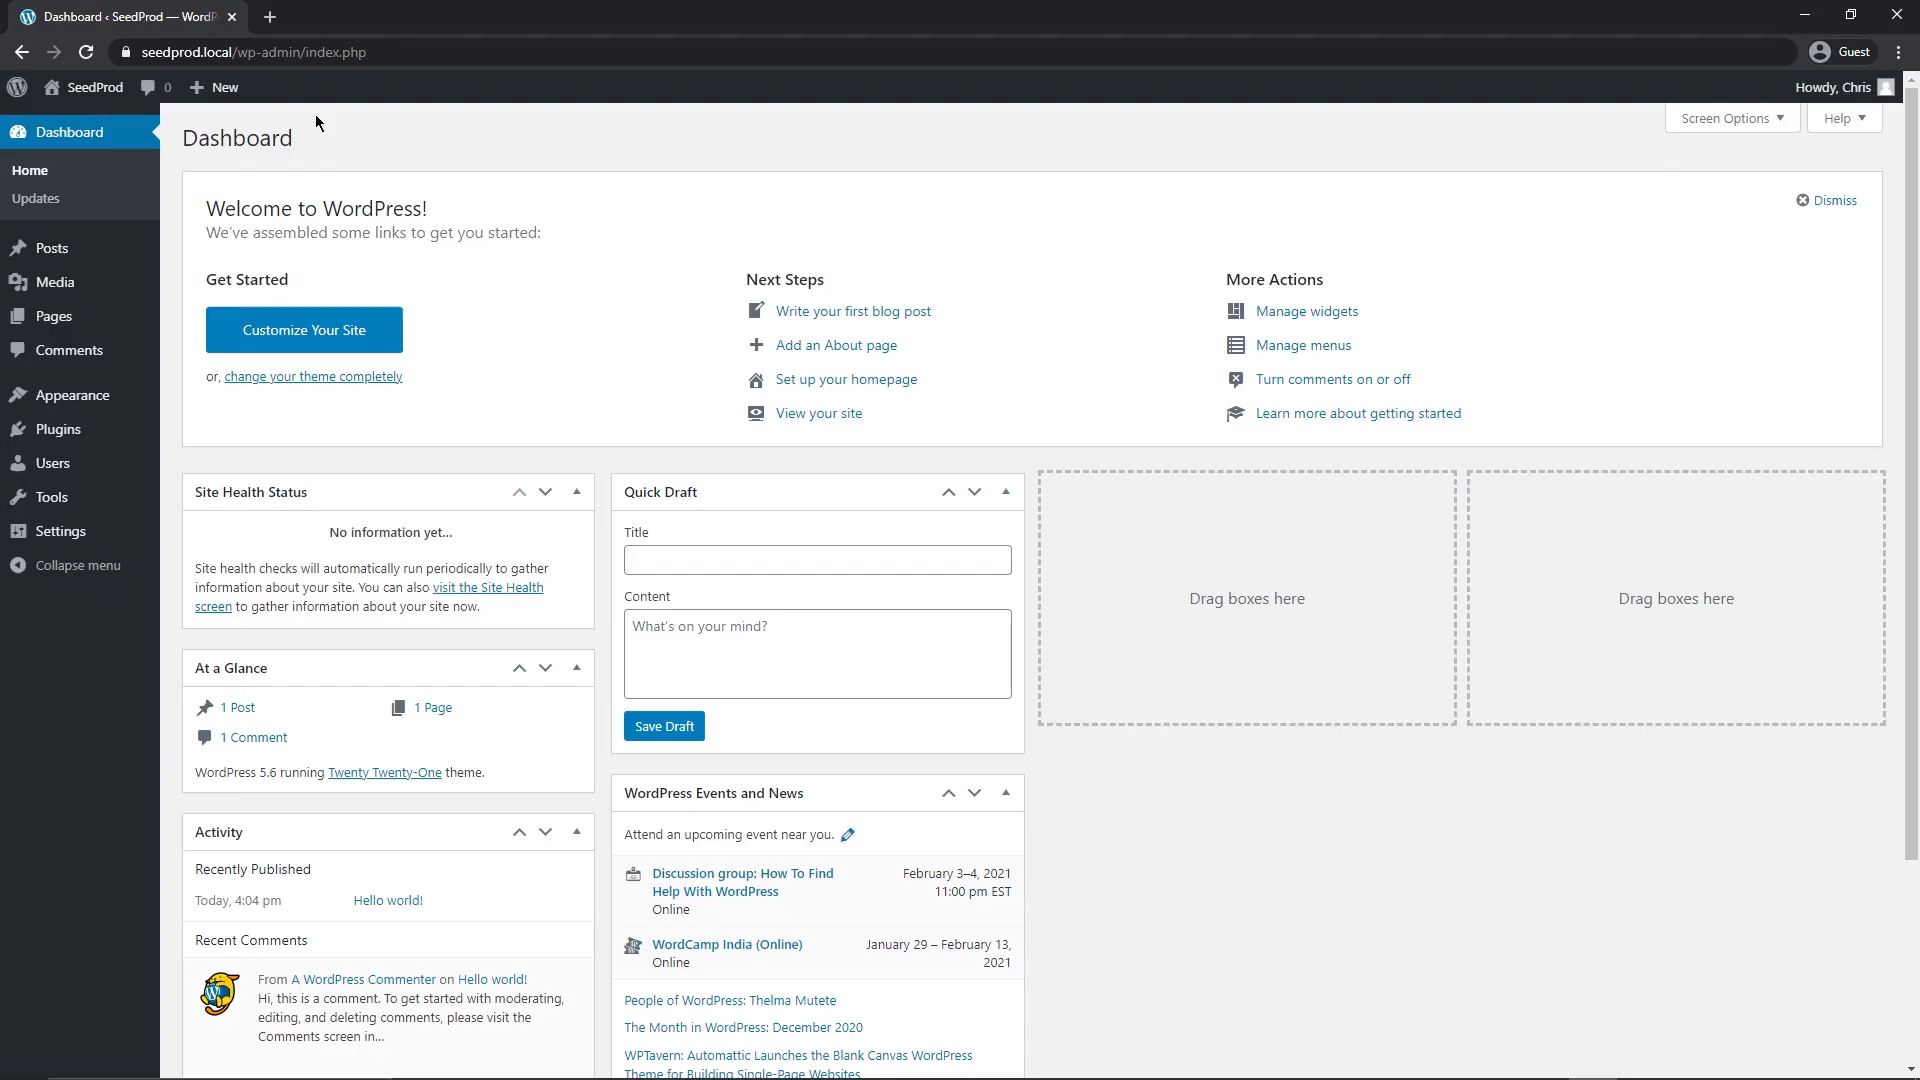 Dashboard ‹ SeedProd — WordP
seedprod.local/wp-admin/index.php
Guest
SeedProd
0
New
Howdy, Chris
Dashboard
Home
Updates
Posts
Media
Pages
Comments
Appearance
Plugins
Users
Tools
Settings
Collapse menu
Dashboard
Screen Options
Help
Welcome to WordPress!
We've assembled some links to get you started:
Dismiss
Get Started
Customize Your Site
or, change your theme completely
Next Steps
Write your first blog post
Add an About page
Set up your homepage
View your site
More Actions
Manage widgets
Manage menus
Turn comments on or off
Learn more about getting started
Site Health Status
No information yet...
Site health checks will automatically run periodically to gather
information about your site. You can also visit the Site Health
screen to gather information about your site now.
At a Glance
1 Post
1 Page
1 Comment
WordPress 5.6 running Twenty Twenty-One theme.
Activity
Recently Published
Today, 4:04 pm
Hello world!
Recent Comments
From A WordPress Commenter on Hello world!
Hi, this is a comment. To get started with moderating,
editing, and deleting comments, please visit the
Comments screen in...
Quick Draft
Title
Content
What's on your mind?
Save Draft
WordPress Events and News
Attend an upcoming event near you.
Discussion group: How To Find
Help With WordPress
Online
February 3–4, 2021
11:00 pm EST
WordCamp India (Online)
Online
January 29 – February 13,
2021
People of WordPress: Thelma Mutete
The Month in WordPress: December 2020
WPTavern: Automattic Launches the Blank Canvas WordPress
Theme for Building Single-Page Websites
Drag boxes here
Drag boxes here